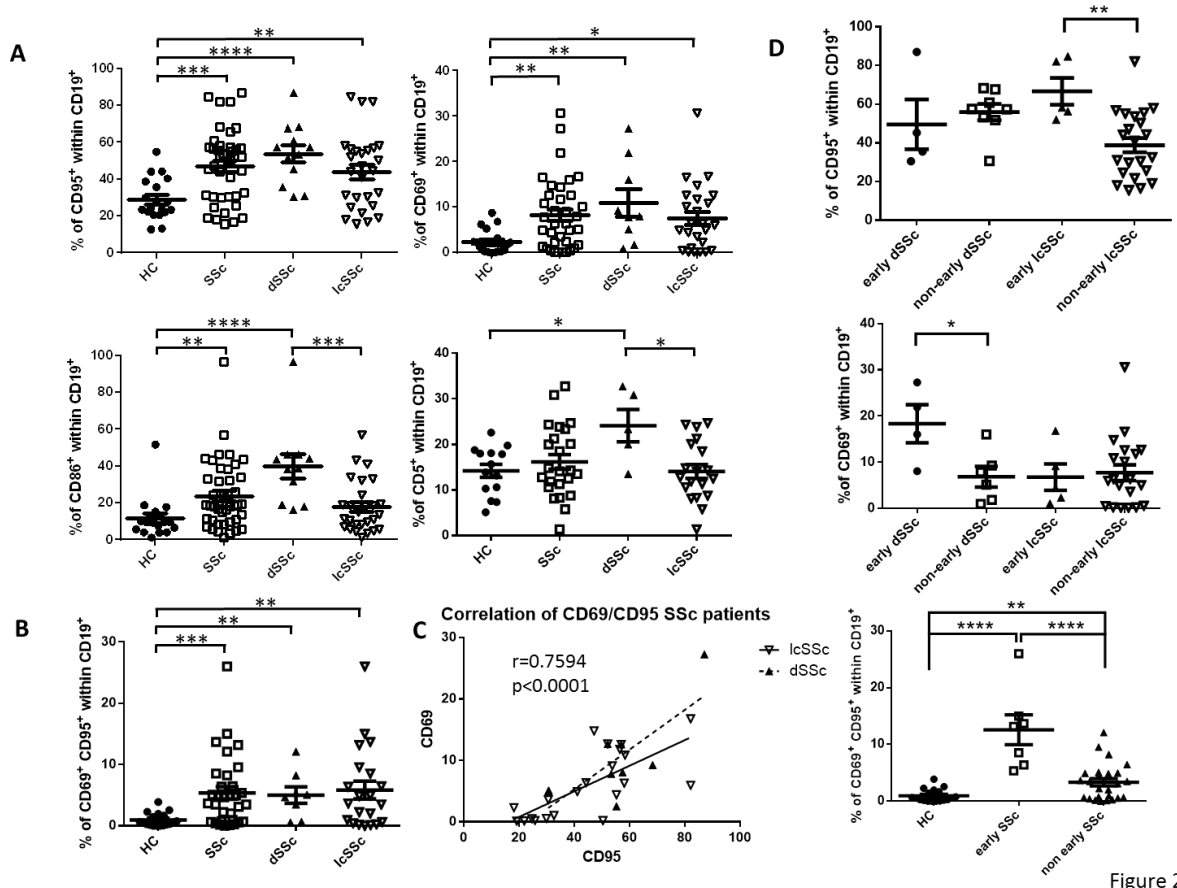 A
% of CD95+ within CD19+
100
80
60
40
20
0
**
****
***
HC
SSc
dSSc
lcSSc
%of CD69+ within CD19+
40
30
20
10
0
*
**
**
HC
SSc
dSSc
lcSSc
%of CD86+ within CD19+
100
80
60
40
20
0
****
**
***
HC
SSc
dSSc
lcSSc
%of CD5+ within CD19+
40
30
20
10
0
*
*
HC
SSc
dSSc
lcSSc
B
% of CD69+ CD95+ within CD19+
30
20
10
0
**
**
***
HC
SSc
dSSc
lcSSc
C
Correlation of CD69/CD95 SSc patients
CD69
30
20
10
0
r=0.7594
p<0.0001
lcSSc
dSSc
0
20
40
60
80
100
CD95
D
% of CD95+ within CD19+
100
80
60
40
20
0
**
early dSSc
non-early dSSc
early lcSSc
non-early lcSSc
%of CD69+ within CD19+
40
30
20
10
0
*
early dSSc
non-early dSSc
early lcSSc
non-early lcSSc
% of CD69+ CD95+ within CD19+
30
20
10
0
**
****
****
HC
early SSc
non early SSc
Figure 2